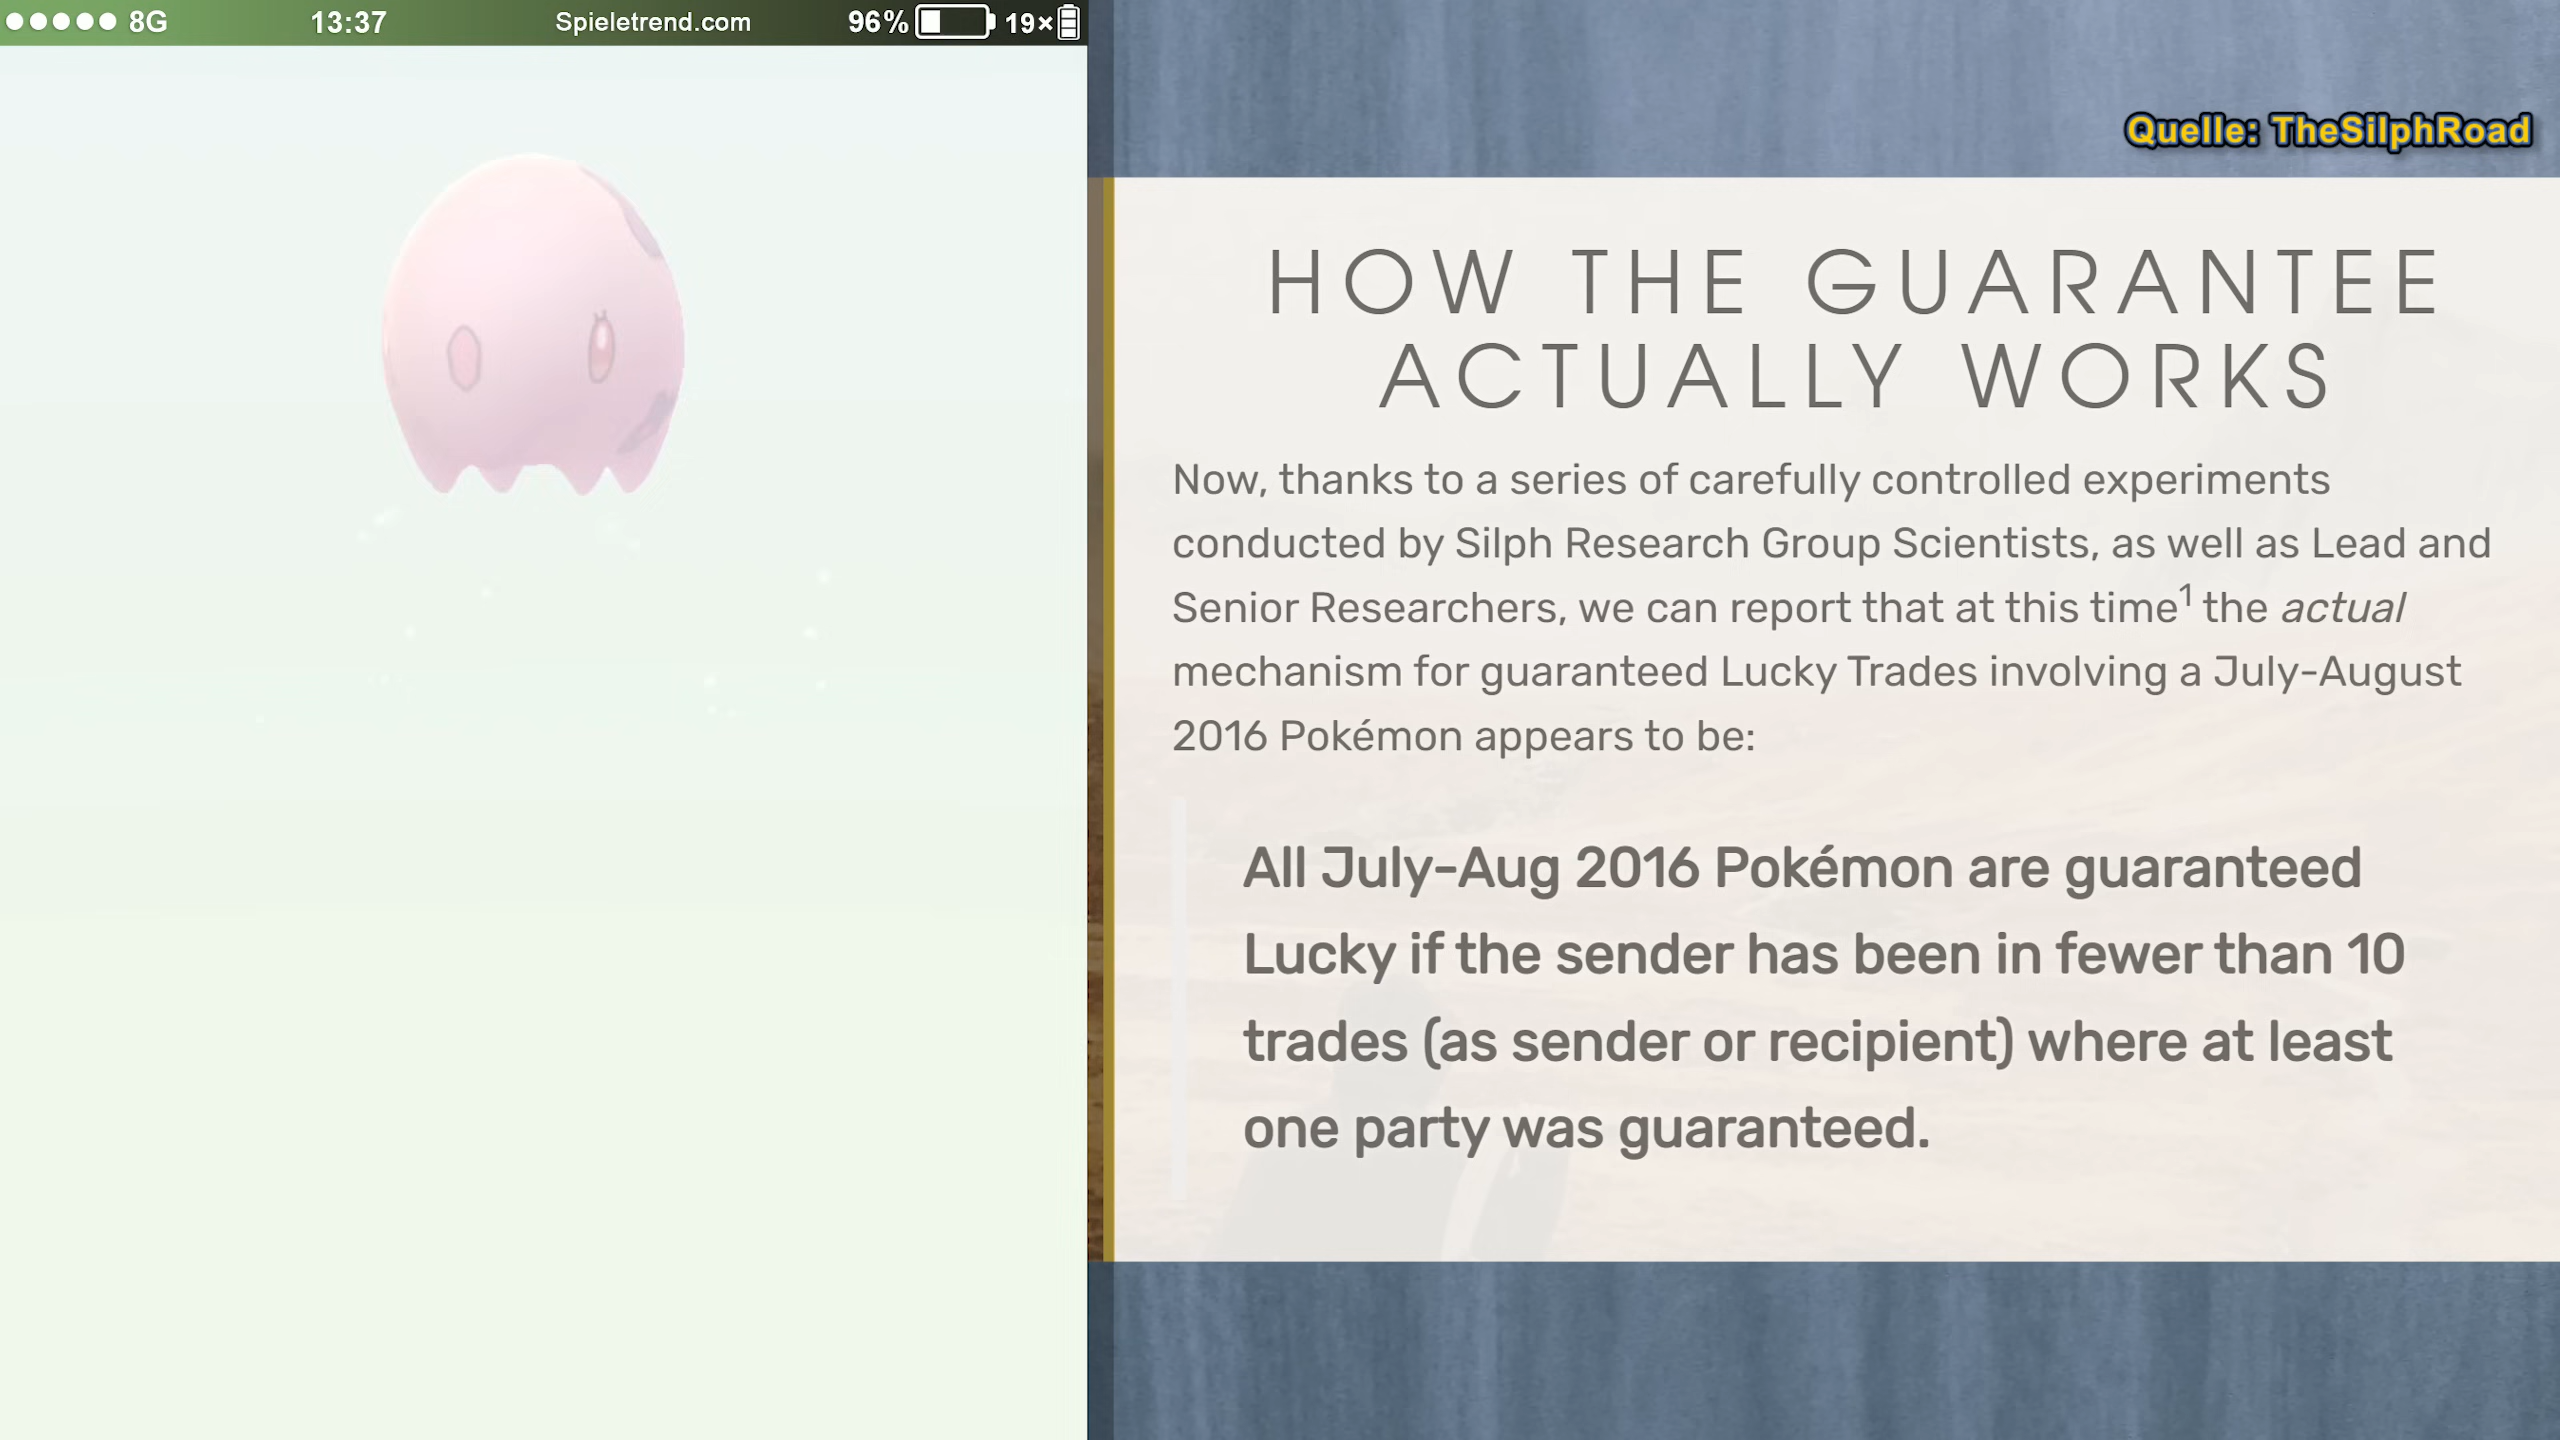 8G 13:37 Spieletrend.com 96% 19×
Quelle: TheSilphRoad
HOW THE GUARANTEE
ACTUALLY WORKS
Now, thanks to a series of carefully controlled experiments
conducted by Silph Research Group Scientists, as well as Lead and
Senior Researchers, we can report that at this time¹ the actual
mechanism for guaranteed Lucky Trades involving a July-August
2016 Pokémon appears to be:
All July-Aug 2016 Pokémon are guaranteed
Lucky if the sender has been in fewer than 10
trades (as sender or recipient) where at least
one party was guaranteed.